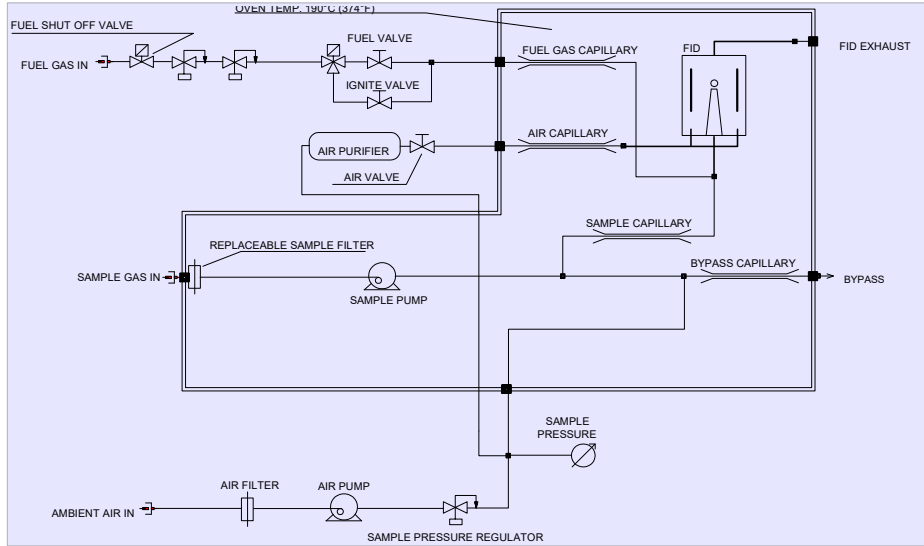 OVEN TEMP. 190°C (374°F)
FUEL SHUT OFF VALVE
FUEL VALVE
FUEL GAS CAPILLARY
FID
FID EXHAUST
FUEL GAS IN
IGNITE VALVE
AIR CAPILLARY
AIR PURIFIER
AIR VALVE
SAMPLE CAPILLARY
REPLACEABLE SAMPLE FILTER
BYPASS CAPILLARY
SAMPLE GAS IN
BYPASS
SAMPLE PUMP
SAMPLE
PRESSURE
AIR FILTER
AIR PUMP
AMBIENT AIR IN
SAMPLE PRESSURE REGULATOR